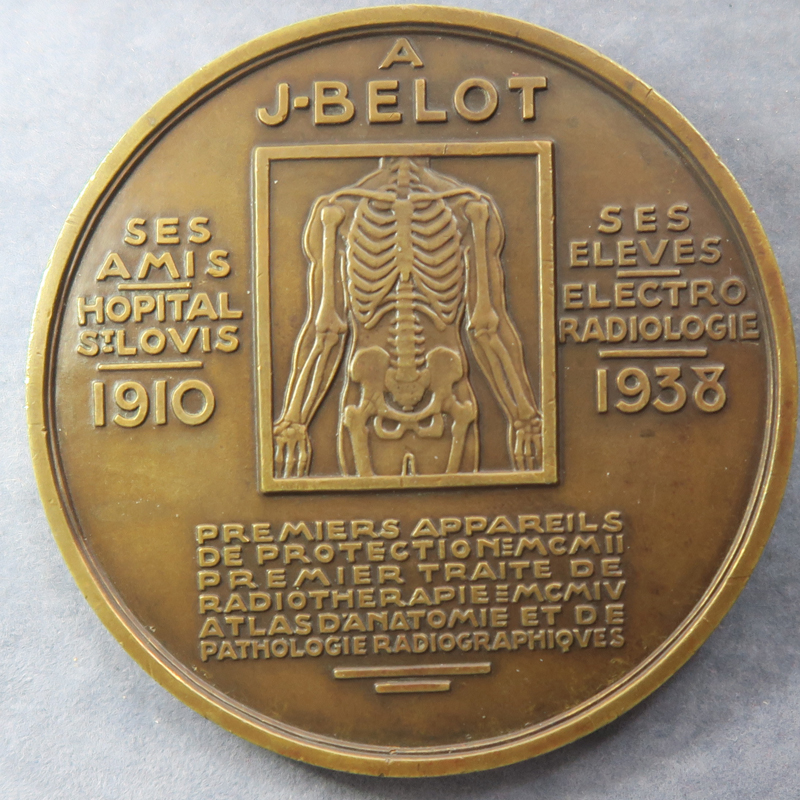 A
J-BELOT
SES
AMIS
HOPITAL
ST LOVIS
1910
SES
ELEVES
ELECTRO
RADIOLOGIE
1938
PREMIERS APPAREILS
DE PROTECTION=MCMII
PREMIER TRAITE DE
RADIOTHERAPIE=MCMIV
ATLAS D'ANATOMIE ET DE
PATHOLOGIE RADIOGRAPHIQVES